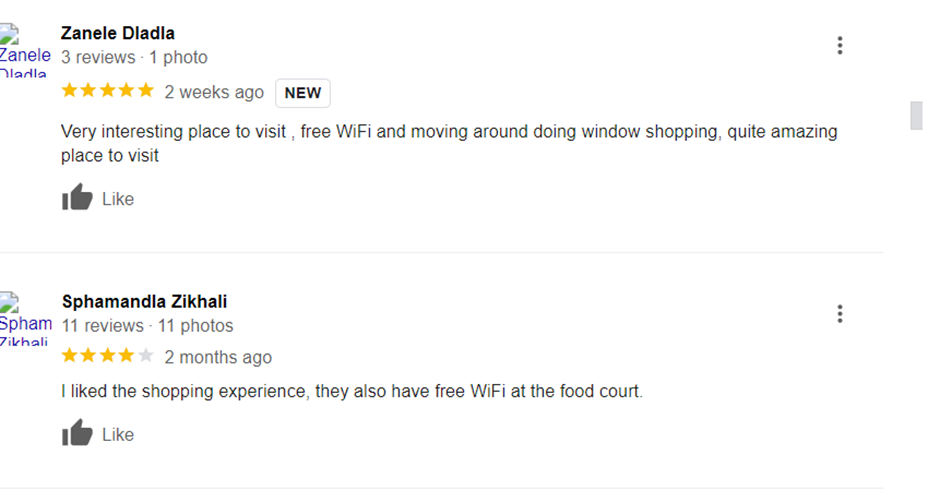 Zanele Dladla
Zanele
Dladla
3 reviews · 1 photo
2 weeks ago NEW
Very interesting place to visit , free WiFi and moving around doing window shopping, quite amazing
place to visit
Like
Sphamandla Zikhali
Spham
Zikhali
11 reviews · 11 photos
2 months ago
I liked the shopping experience, they also have free WiFi at the food court.
Like